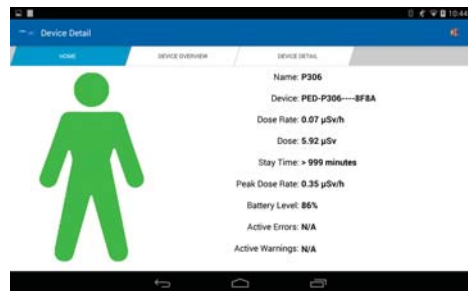 10:44
Device Detail
HOME
DEVICE OVERVIEW
DEVICE DETAIL
Name: P306
Device: PED-P306----8F8A
Dose Rate: 0.07 µSv/h
Dose: 5.92 µSv
Stay Time: > 999 minutes
Peak Dose Rate: 0.35 µSv/h
Battery Level: 86%
Active Errors: N/A
Active Warnings: N/A